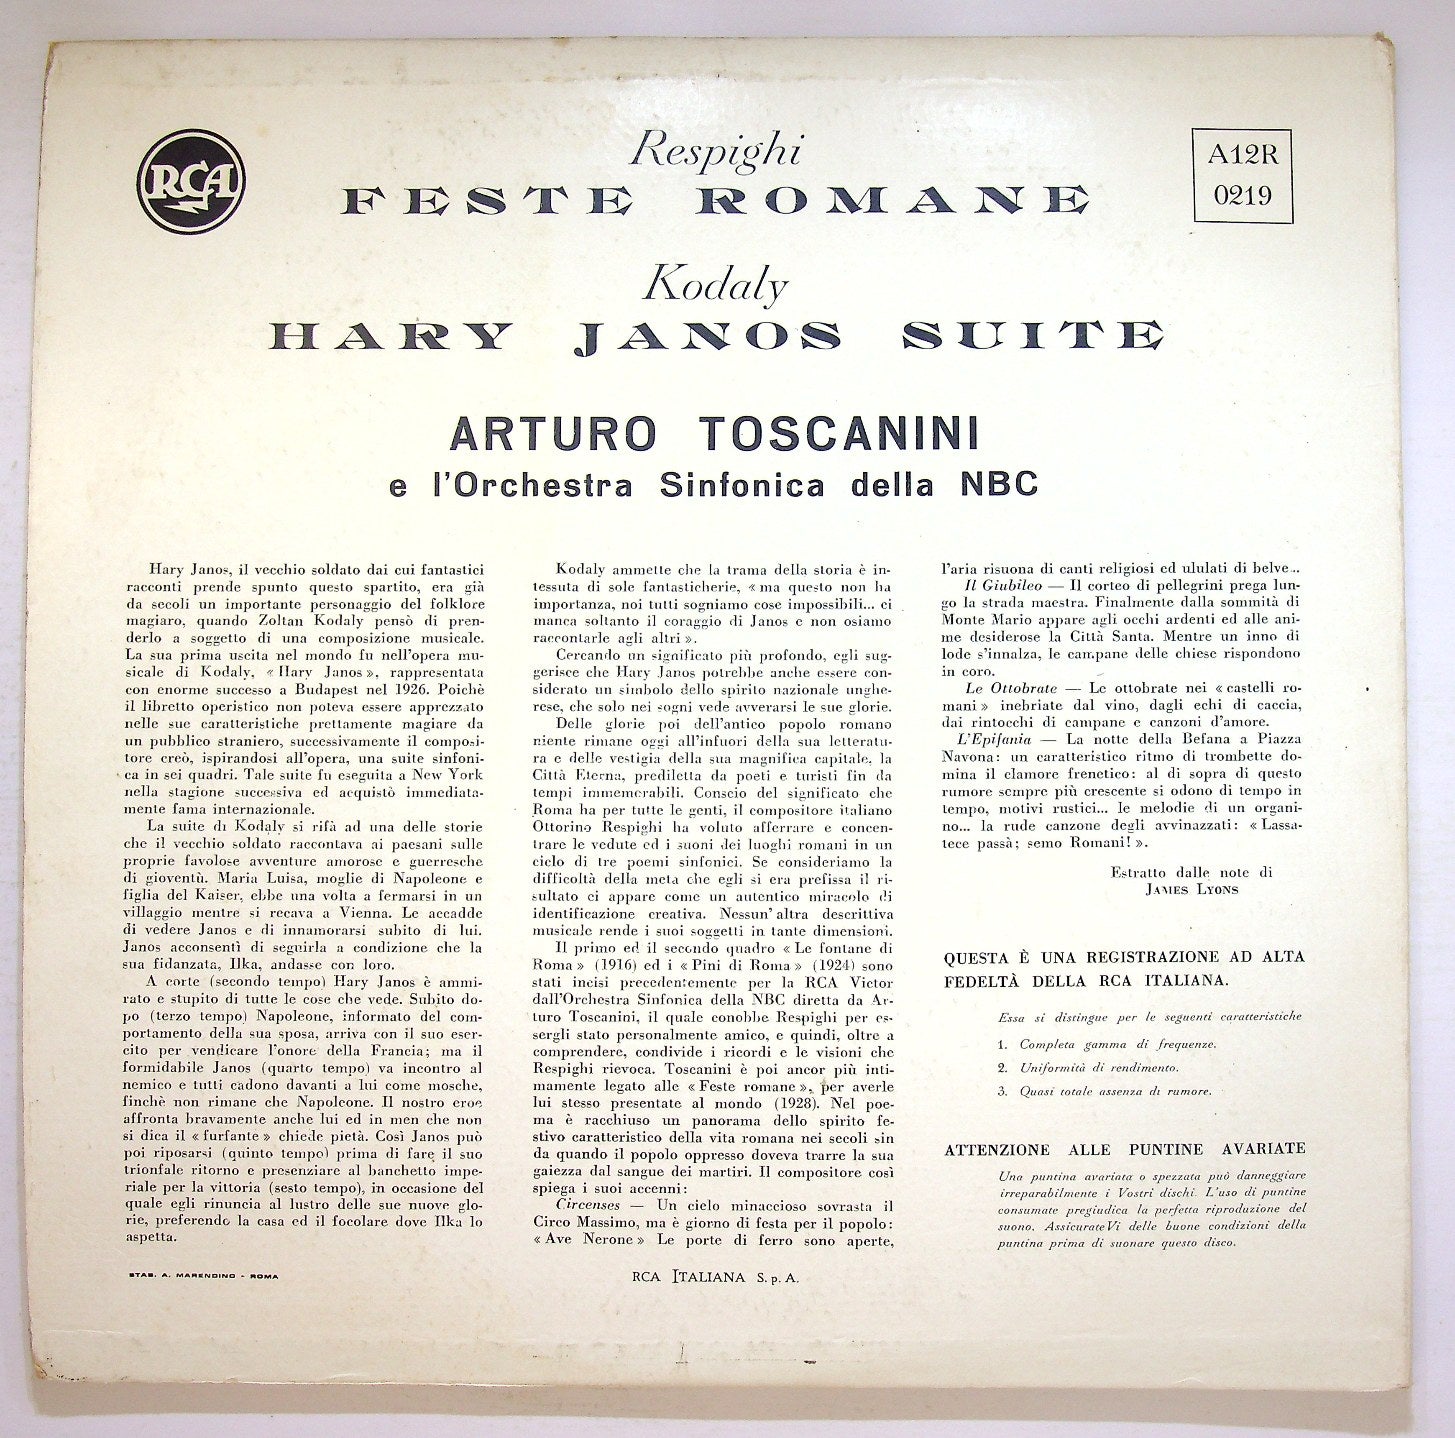 RCA
Respighi
FESTE ROMANE
A12R
0219
Kodaly
HARY JANOS SUITE
ARTURO TOSCANINI
e l'Orchestra Sinfonica della NBC
Hary Janos, il vecchio soldato dai cui fantastici
racconti prende spunto questo spartito, era già
da secoli un importante personaggio del folklore
magiaro, quando Zoltan Kodaly pensò di pren-
derlo a soggetto di una composizione musicale.
La sua prima uscita nel mondo fu nell'opera mu-
sicale di Kodaly, « Hary Janos », rappresentata
con enorme successo a Budapest nel 1926. Poichè
il libretto operistico non poteva essere apprezzato
nelle sue caratteristiche prettamente magiare da
un pubblico straniero, successivamente il composi-
tore creò, ispirandosi all'opera, una suite sinfoni-
ca in sei quadri. Tale suite fu eseguita a New York
nella stagione successiva ed acquistò immediata-
mente fama internazionale.
La suite di Kodaly si rifà ad una delle storie
che il vecchio soldato raccontava ai paesani sulle
proprie favolose avventure amorose e guerresche
di gioventù. Maria Luisa, moglie di Napoleone e
figlia del Kaiser, ebbe una volta a fermarsi in un
villaggio mentre si recava a Vienna. Le accadde
di vedere Janos e di innamorarsi subito di lui.
Janos acconsentì di seguirla a condizione che la
sua fidanzata, Ilka, andasse con loro.
A corte (secondo tempo) Hary Janos è ammi-
rato e stupito di tutte le cose che vede. Subito do-
po (terzo tempo) Napoleone, informato del com-
portamento della sua sposa, arriva con il suo eser-
cito per vendicare l'onore della Francia; ma il
formidabile Janos (quarto tempo) va incontro al
nemico e tutti cadono davanti a lui come mosche,
finchè non rimane che Napoleone. Il nostro eroe
affronta bravamente anche lui ed in men che non
si dica il « furfante » chiede pietà. Così Janos può
poi riposarsi (quinto tempo) prima di fare il suo
trionfale ritorno e presenziare al banchetto impe-
riale per la vittoria (sesto tempo), in occasione del
quale egli rinuncia al lustro delle sue nuove glo-
rie, preferendo la casa ed il focolare dove Ilka lo
aspetta.
Kodaly ammette che la trama della storia è in-
tessuta di sole fantasticherie, « ma questo non ha
importanza, noi tutti sogniamo cose impossibili... ci
manca soltanto il coraggio di Janos e non osiamo
raccontarle agli altri ».
Cercando un significato più profondo, egli sug-
gerisce che Hary Janos potrebbe anche essere con-
siderato un simbolo dello spirito nazionale unghe-
rese, che solo nei sogni vede avverarsi le sue glorie.
Delle glorie poi dell'antico popolo romano
niente rimane oggi all'infuori della sua letteratu-
ra e delle vestigia della sua magnifica capitale, la
Città Eterna, prediletta da poeti e turisti fin da
tempi immemorabili. Conscio del significato che
Roma ha per tutte le genti, il compositore italiano
Ottorino Respighi ha voluto afferrare e concen-
trare le vedute ed i suoni dei luoghi romani in un
ciclo di tre poemi sinfonici. Se consideriamo la
difficoltà della meta che egli si era prefissa il ri-
sultato ci appare come un autentico miracolo di
identificazione creativa. Nessun' altra descrittiva
musicale rende i suoi soggetti in tante dimensioni.
Il primo ed il secondo quadro « Le fontane di
Roma » (1916) ed i « Pini di Roma » (1924) sono
stati incisi precedentemente per la RCA Victor
dall'Orchestra Sinfonica della NBC diretta da Ar-
turo Toscanini, il quale conobbe Respighi per es-
sergli stato personalmente amico, e quindi, oltre a
comprendere, condivide i ricordi e le visioni che
Respighi rievoca. Toscanini è poi ancor più inti-
mamente legato alle « Feste romane », per averle
lui stesso presentate al mondo (1928). Nel poe-
ma è racchiuso un panorama dello spirito fe-
stivo caratteristico della vita romana nei secoli sin
da quando il popolo oppresso doveva trarre la sua
gaiezza dal sangue dei martiri. Il compositore così
spiega i suoi accenni:
Circenses — Un cielo minaccioso sovrasta il
Circo Massimo, ma è giorno di festa per il popolo:
« Ave Nerone » Le porte di ferro sono aperte,
l'aria risuona di canti religiosi ed ululati di belve...
Il Giubileo — Il corteo di pellegrini prega lun-
go la strada maestra. Finalmente dalla sommità di
Monte Mario appare agli occhi ardenti ed alle ani-
me desiderose la Città Santa. Mentre un inno di
lode s'innalza, le campane delle chiese rispondono
in coro.
Le Ottobrate — Le ottobrate nei « castelli ro-
mani » inebriate dal vino, dagli echi di caccia,
dai rintocchi di campane e canzoni d'amore.
L'Epifania — La notte della Befana a Piazza
Navona: un caratteristico ritmo di trombette do-
mina il clamore frenetico: al di sopra di questo
rumore sempre più crescente si odono di tempo in
tempo, motivi rustici... le melodie di un organi-
no... la rude canzone degli avvinazzati: « Lassa-
tece passà; semo Romani! ».
Estratto dalle note di
JAMES LYONS
QUESTA È UNA REGISTRAZIONE AD ALTA
FEDELTÀ DELLA RCA ITALIANA.
Essa si distingue per le seguenti caratteristiche
1. Completa gamma di frequenze.
2. Uniformità di rendimento.
3. Quasi totale assenza di rumore.
ATTENZIONE ALLE PUNTINE AVARIATE
Una puntina avariata o spezzata può danneggiare
irreparabilmente i Vostri dischi. L'uso di puntine
consumate pregiudica la perfetta riproduzione del
suono. Assicurate Vi delle buone condizioni della
puntina prima di suonare questo disco.
STAB. A. MARENDINO - ROMA
RCA ITALIANA S. p. A.